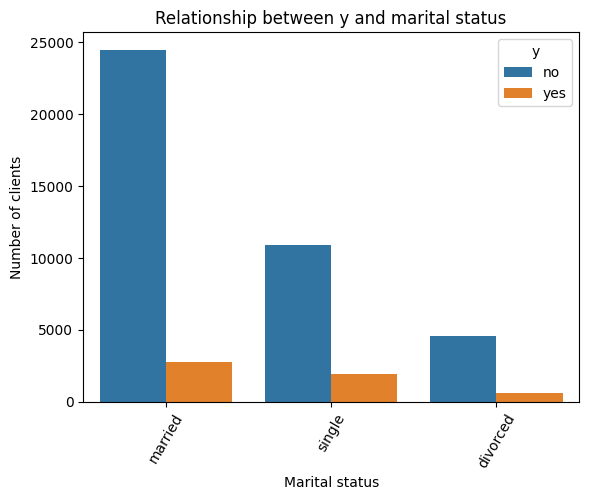 Relationship between y and marital status
y
no
yes
Number of clients
25000
20000
15000
10000
5000
0
married
single
divorced
Marital status